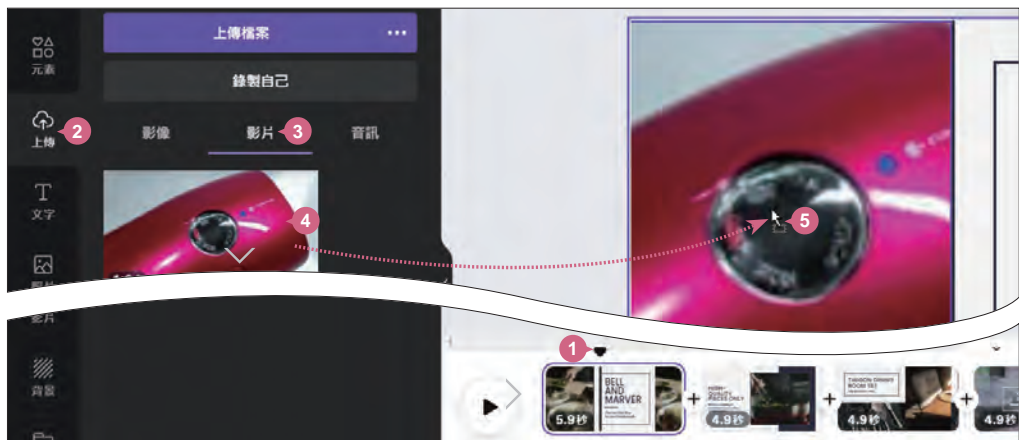 元素
上傳
文字
影片
背景
上傳檔案
•••
錄製自己
影像
影片
音訊
2
3
4
5
1
5.9秒
BELL
AND
MARVER
4.9秒
4.9秒
4.9秒